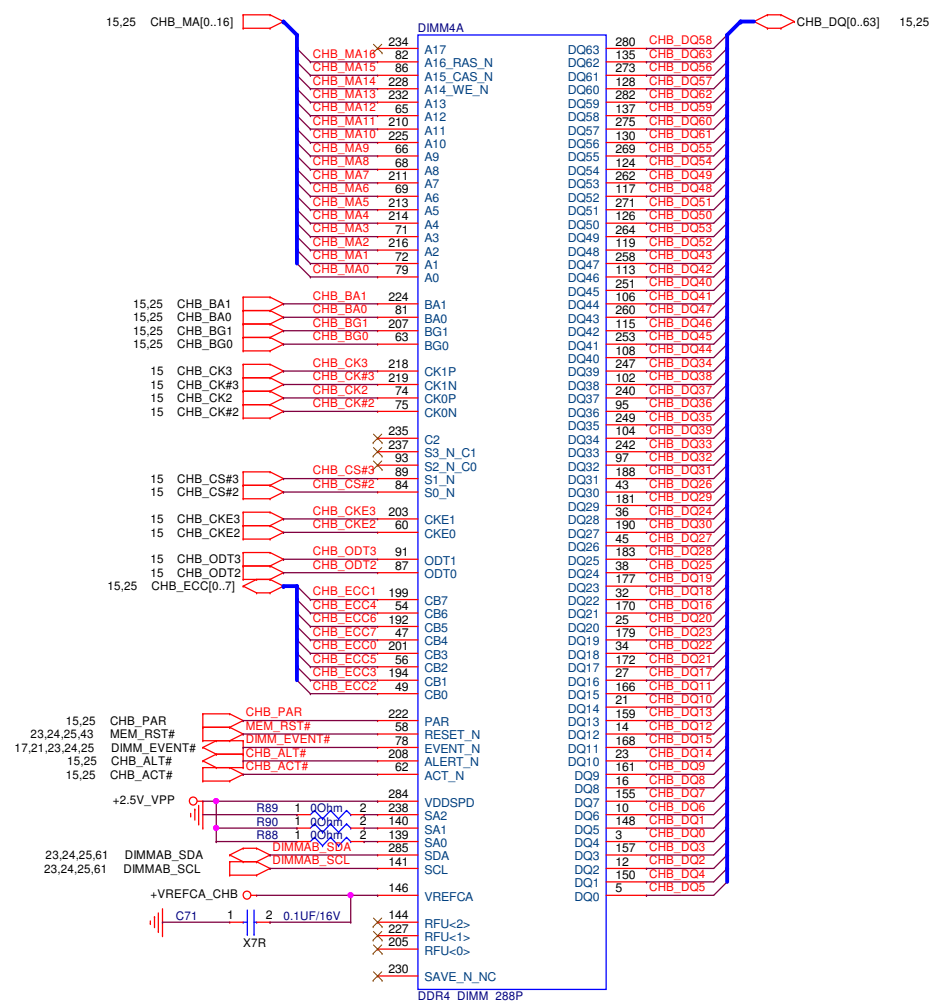 15,25 CHB_MA[0..16]
DIMM4A
234 A17
CHB_MA16 82 A16_RAS_N
CHB_MA15 86 A15_CAS_N
CHB_MA14 228 A14_WE_N
CHB_MA13 232 A13
CHB_MA12 65 A12
CHB_MA11 210 A11
CHB_MA10 225 A10
CHB_MA9 66 A9
CHB_MA8 68 A8
CHB_MA7 211 A7
CHB_MA6 69 A6
CHB_MA5 213 A5
CHB_MA4 214 A4
CHB_MA3 71 A3
CHB_MA2 216 A2
CHB_MA1 72 A1
CHB_MA0 79 A0
15,25 CHB_BA1 CHB_BA1 224 BA1
15,25 CHB_BA0 CHB_BA0 81 BA0
15,25 CHB_BG1 CHB_BG1 207 BG1
15,25 CHB_BG0 CHB_BG0 63 BG0
15 CHB_CK3 CHB_CK3 218 CK1P
15 CHB_CK#3 CHB_CK#3 219 CK1N
15 CHB_CK2 CHB_CK2 74 CK0P
15 CHB_CK#2 CHB_CK#2 75 CK0N
235 C2
237 S3_N_C1
93 S2_N_C0
15 CHB_CS#3 CHB_CS#3 89 S1_N
15 CHB_CS#2 CHB_CS#2 84 S0_N
15 CHB_CKE3 CHB_CKE3 203 CKE1
15 CHB_CKE2 CHB_CKE2 60 CKE0
15 CHB_ODT3 CHB_ODT3 91 ODT1
15 CHB_ODT2 CHB_ODT2 87 ODT0
15,25 CHB_ECC[0..7]
CHB_ECC1 199 CB7
CHB_ECC4 54 CB6
CHB_ECC6 192 CB5
CHB_ECC7 47 CB4
CHB_ECC0 201 CB3
CHB_ECC5 56 CB2
CHB_ECC3 194 CB1
CHB_ECC2 49 CB0
15,25 CHB_PAR CHB_PAR 222 PAR
23,24,25,43 MEM_RST# MEM_RST# 58 RESET_N
17,21,23,24,25 DIMM_EVENT# DIMM_EVENT# 78 EVENT_N
15,25 CHB_ALT# CHB_ALT# 208 ALERT_N
15,25 CHB_ACT# CHB_ACT# 62 ACT_N
+2.5V_VPP 284 VDDSPD
R89 1 0Ohm 2 238 SA2
R90 1 0Ohm 2 140 SA1
R88 1 0Ohm 2 139 SA0
23,24,25,61 DIMMAB_SDA DIMMAB_SDA 285 SDA
23,24,25,61 DIMMAB_SCL DIMMAB_SCL 141 SCL
+VREFCA_CHB 146 VREFCA
C71 1 2 0.1UF/16V
X7R
144 RFU<2>
227 RFU<1>
205 RFU<0>
230 SAVE_N_NC
DDR4_DIMM_288P
CHB_DQ[0..63] 15,25
DQ63 280 CHB_DQ58
DQ62 135 CHB_DQ63
DQ61 273 CHB_DQ56
DQ60 128 CHB_DQ57
DQ59 282 CHB_DQ62
DQ58 137 CHB_DQ59
DQ57 275 CHB_DQ60
DQ56 130 CHB_DQ61
DQ55 269 CHB_DQ55
DQ54 124 CHB_DQ54
DQ53 262 CHB_DQ49
DQ52 117 CHB_DQ48
DQ51 271 CHB_DQ51
DQ50 126 CHB_DQ50
DQ49 264 CHB_DQ53
DQ48 119 CHB_DQ52
DQ47 258 CHB_DQ43
DQ46 113 CHB_DQ42
DQ45 251 CHB_DQ40
DQ44 106 CHB_DQ41
DQ43 260 CHB_DQ47
DQ42 115 CHB_DQ46
DQ41 253 CHB_DQ45
DQ40 108 CHB_DQ44
DQ39 247 CHB_DQ34
DQ38 102 CHB_DQ38
DQ37 240 CHB_DQ37
DQ36 95 CHB_DQ36
DQ35 249 CHB_DQ35
DQ34 104 CHB_DQ39
DQ33 242 CHB_DQ33
DQ32 97 CHB_DQ32
DQ31 188 CHB_DQ31
DQ30 43 CHB_DQ26
DQ29 181 CHB_DQ29
DQ28 36 CHB_DQ24
DQ27 190 CHB_DQ30
DQ26 45 CHB_DQ27
DQ25 183 CHB_DQ28
DQ24 38 CHB_DQ25
DQ23 177 CHB_DQ19
DQ22 32 CHB_DQ18
DQ21 170 CHB_DQ16
DQ20 25 CHB_DQ20
DQ19 179 CHB_DQ23
DQ18 34 CHB_DQ22
DQ17 172 CHB_DQ21
DQ16 27 CHB_DQ17
DQ15 166 CHB_DQ11
DQ14 21 CHB_DQ10
DQ13 159 CHB_DQ13
DQ12 14 CHB_DQ12
DQ11 168 CHB_DQ15
DQ10 23 CHB_DQ14
DQ9 161 CHB_DQ9
DQ8 16 CHB_DQ8
DQ7 155 CHB_DQ7
DQ6 10 CHB_DQ6
DQ5 148 CHB_DQ1
DQ4 3 CHB_DQ0
DQ3 157 CHB_DQ3
DQ2 12 CHB_DQ2
DQ1 150 CHB_DQ4
DQ0 5 CHB_DQ5